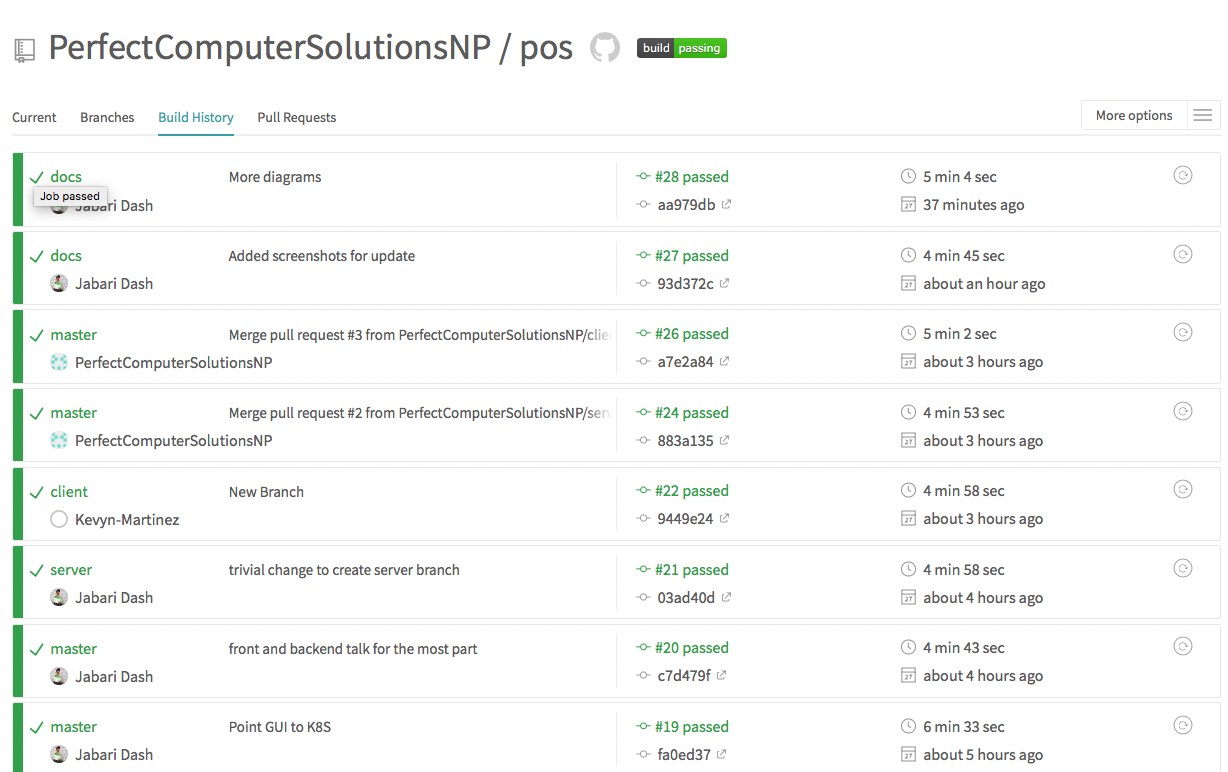 PerfectComputerSolutionsNP / pos build passing
Current Branches Build History Pull Requests More options
docs More diagrams #28 passed 5 min 4 sec
Job passed
Jabari Dash aa979db 37 minutes ago
docs Added screenshots for update #27 passed 4 min 45 sec
Jabari Dash 93d372c about an hour ago
master Merge pull request #3 from PerfectComputerSolutionsNP/clie #26 passed 5 min 2 sec
PerfectComputerSolutionsNP a7e2a84 about 3 hours ago
master Merge pull request #2 from PerfectComputerSolutionsNP/serv #24 passed 4 min 53 sec
PerfectComputerSolutionsNP 883a135 about 3 hours ago
client New Branch #22 passed 4 min 58 sec
Kevyn-Martinez 9449e24 about 3 hours ago
server trivial change to create server branch #21 passed 4 min 58 sec
Jabari Dash 03ad40d about 4 hours ago
master front and backend talk for the most part #20 passed 4 min 43 sec
Jabari Dash c7d479f about 4 hours ago
master Point GUI to K8S #19 passed 6 min 33 sec
Jabari Dash fa0ed37 about 5 hours ago